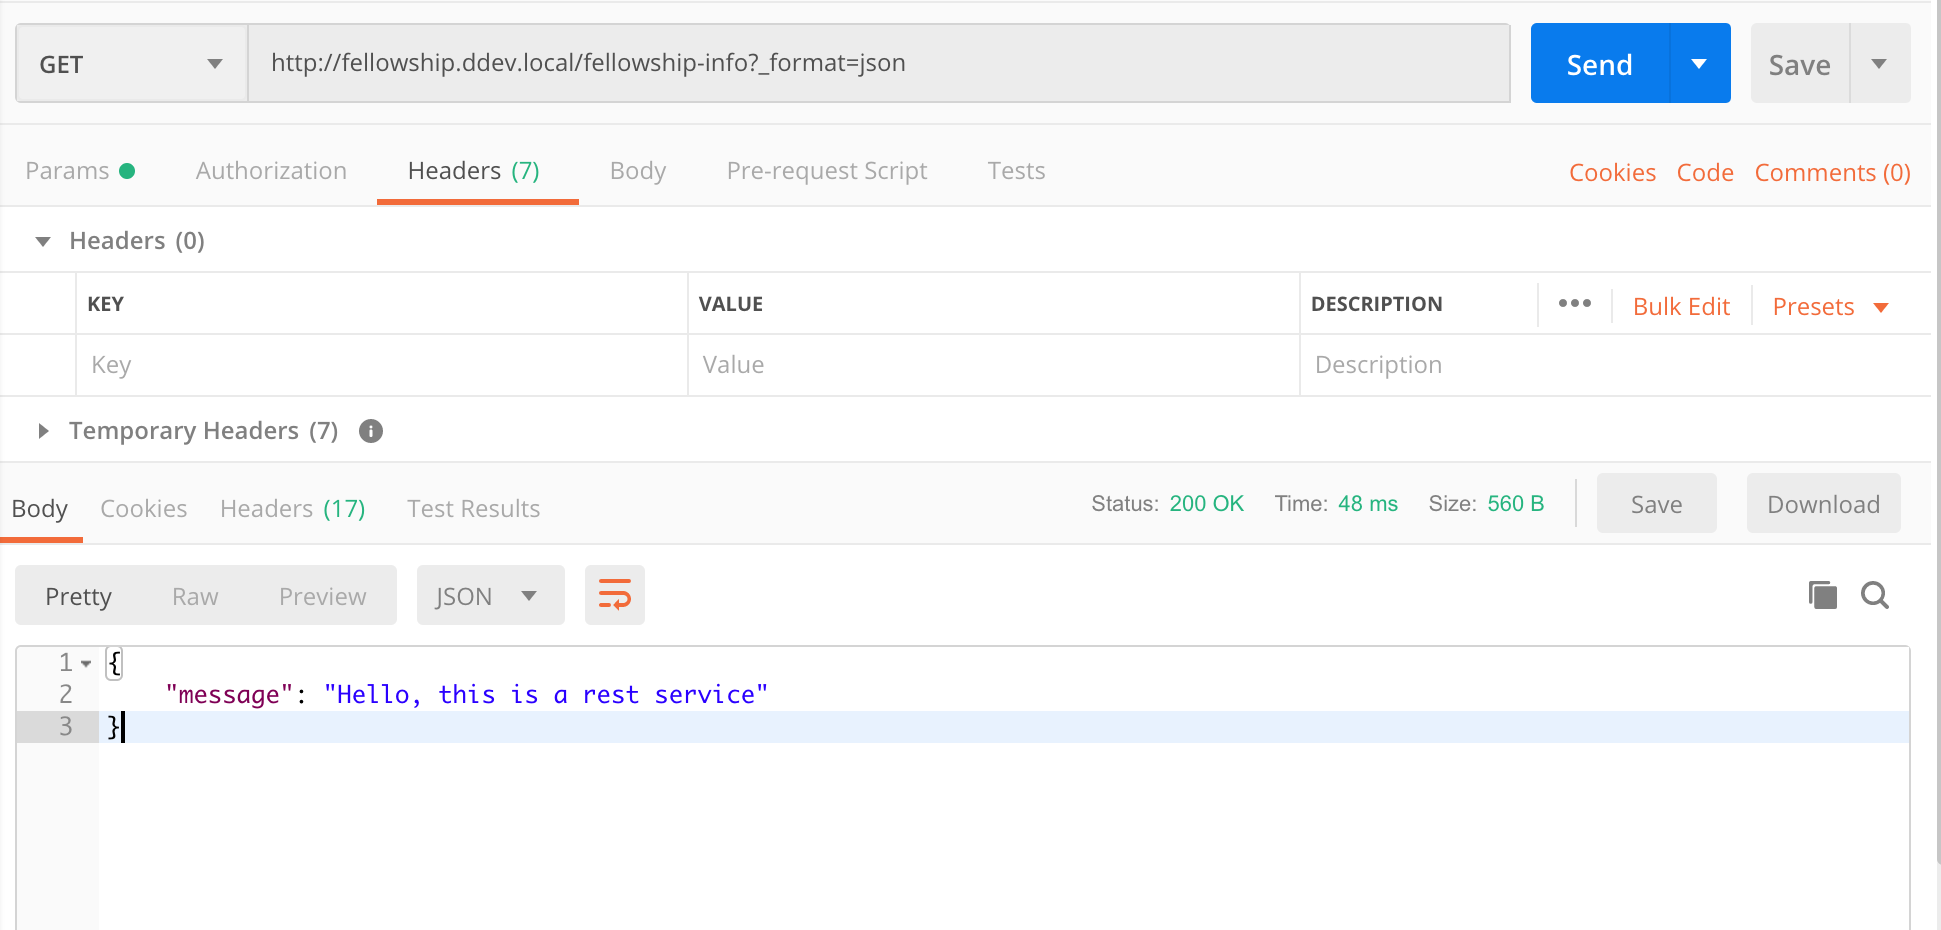 GET http://fellowship.ddev.local/fellowship-info?_format=json Send Save
Params Authorization Headers (7) Body Pre-request Script Tests Cookies Code Comments (0)
Headers (0)
KEY VALUE DESCRIPTION ••• Bulk Edit Presets
Key Value Description
Temporary Headers (7) i
Body Cookies Headers (17) Test Results Status: 200 OK Time: 48 ms Size: 560 B Save Download
Pretty Raw Preview JSON
1 {
2 "message": "Hello, this is a rest service"
3 }